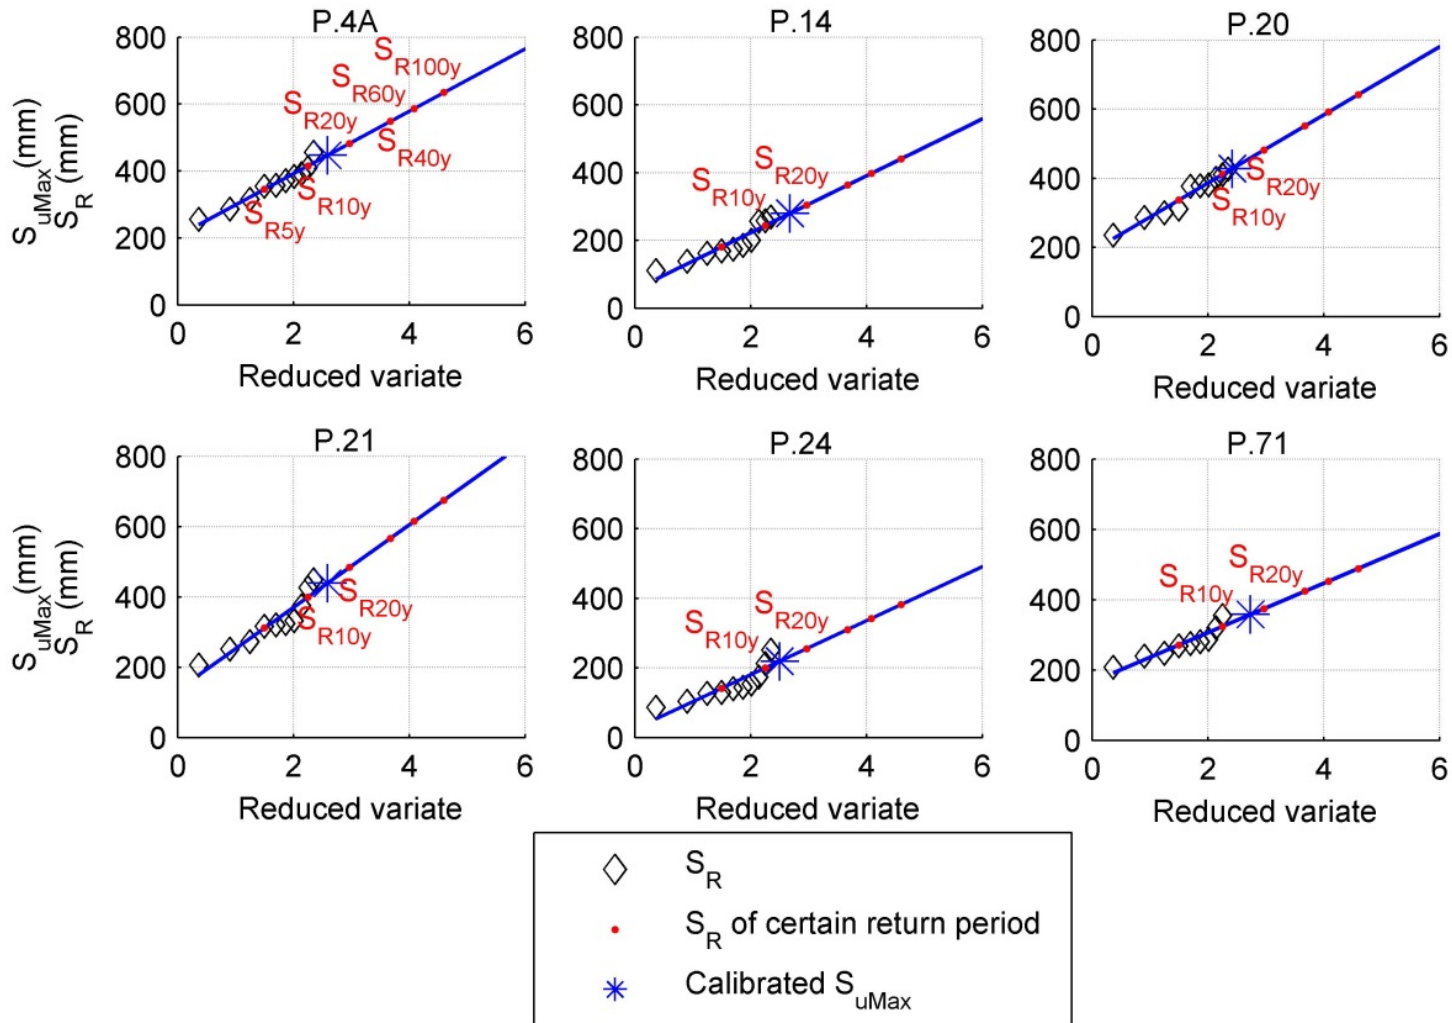 P.4A
P.14
P.20
S_uMax (mm)
S_R (mm)
800
600
400
200
0
S_R100y
S_R60y
S_R20y
S_R40y
S_R10y
S_R5y
0 2 4 6
Reduced variate
800
600
400
200
0
S_R20y
S_R10y
0 2 4 6
Reduced variate
800
600
400
200
0
S_R20y
S_R10y
0 2 4 6
Reduced variate
P.21
P.24
P.71
S_uMax (mm)
S_R (mm)
800
600
400
200
0
S_R20y
S_R10y
0 2 4 6
Reduced variate
800
600
400
200
0
S_R20y
S_R10y
0 2 4 6
Reduced variate
800
600
400
200
0
S_R20y
S_R10y
0 2 4 6
Reduced variate
S_R
S_R of certain return period
Calibrated S_uMax